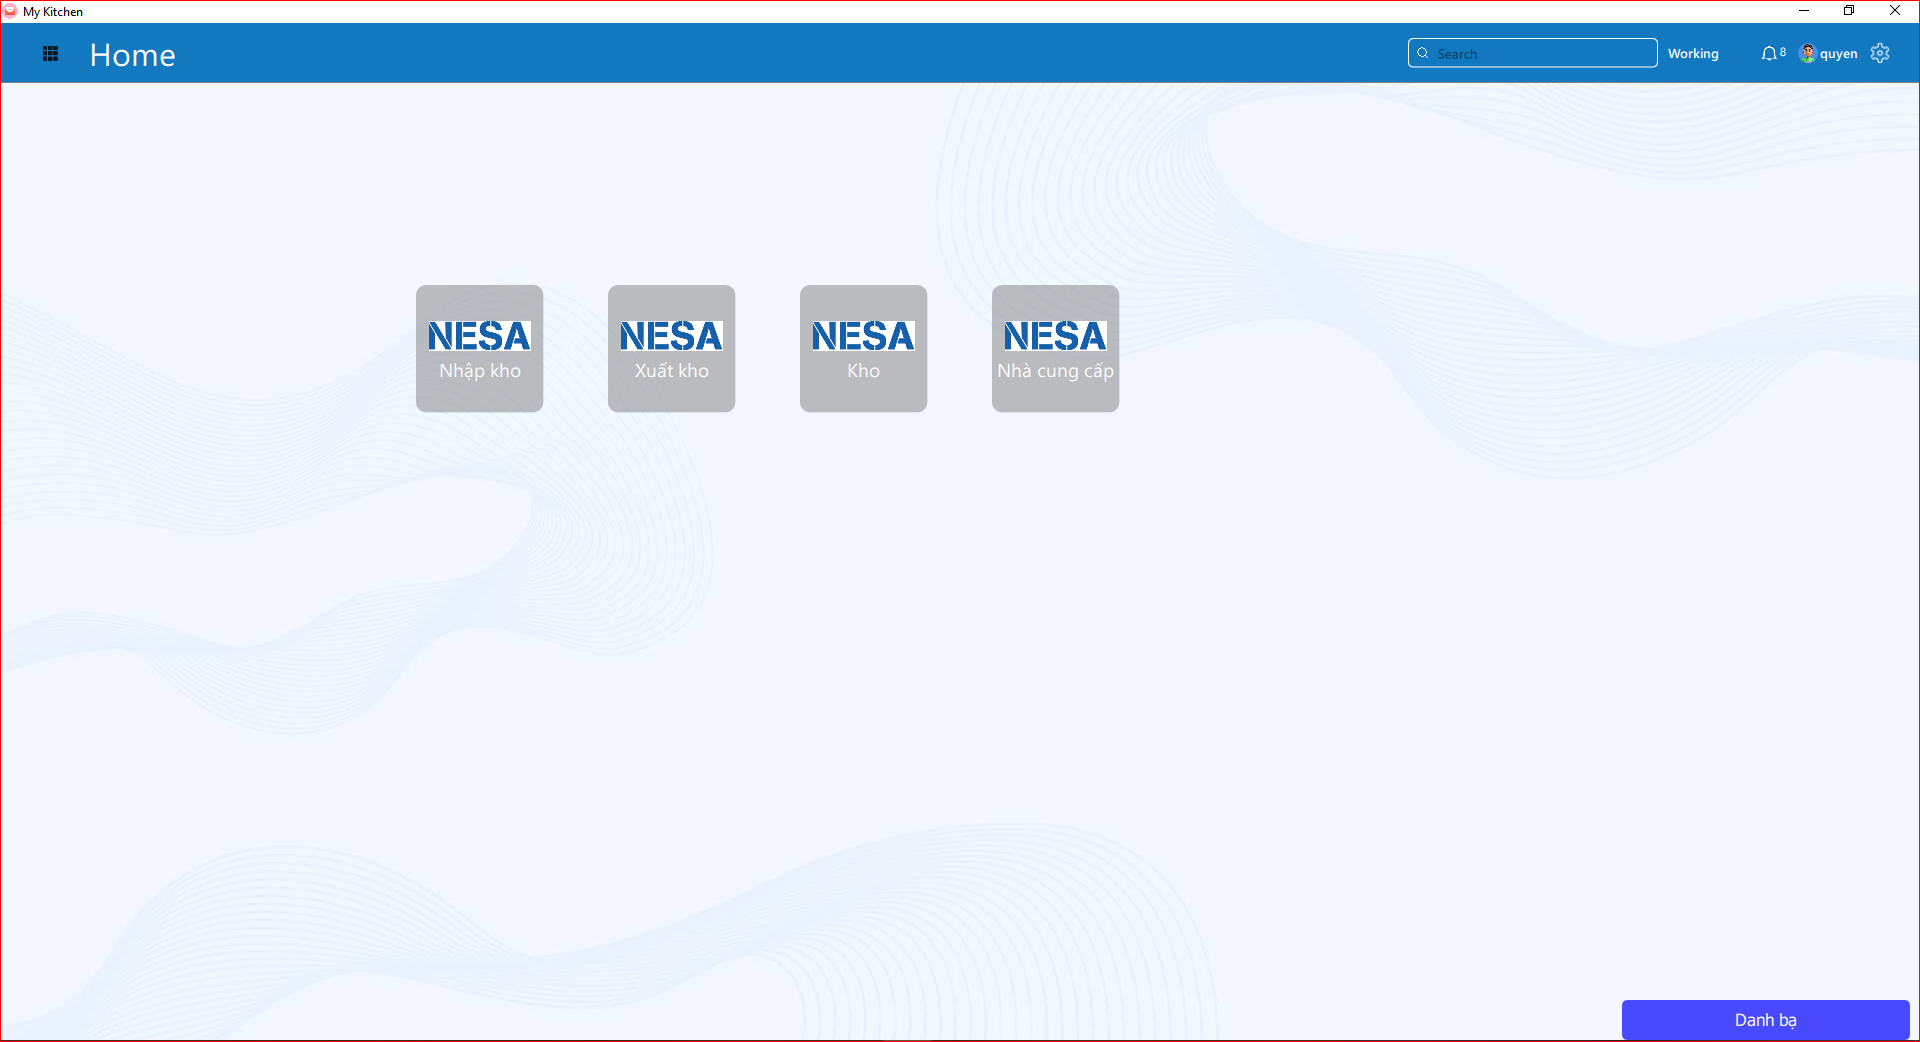 My Kitchen
Home
Search
Working
8
quyen
NESA
Nhập kho
NESA
Xuất kho
NESA
Kho
NESA
Nhà cung cấp
Danh bạ